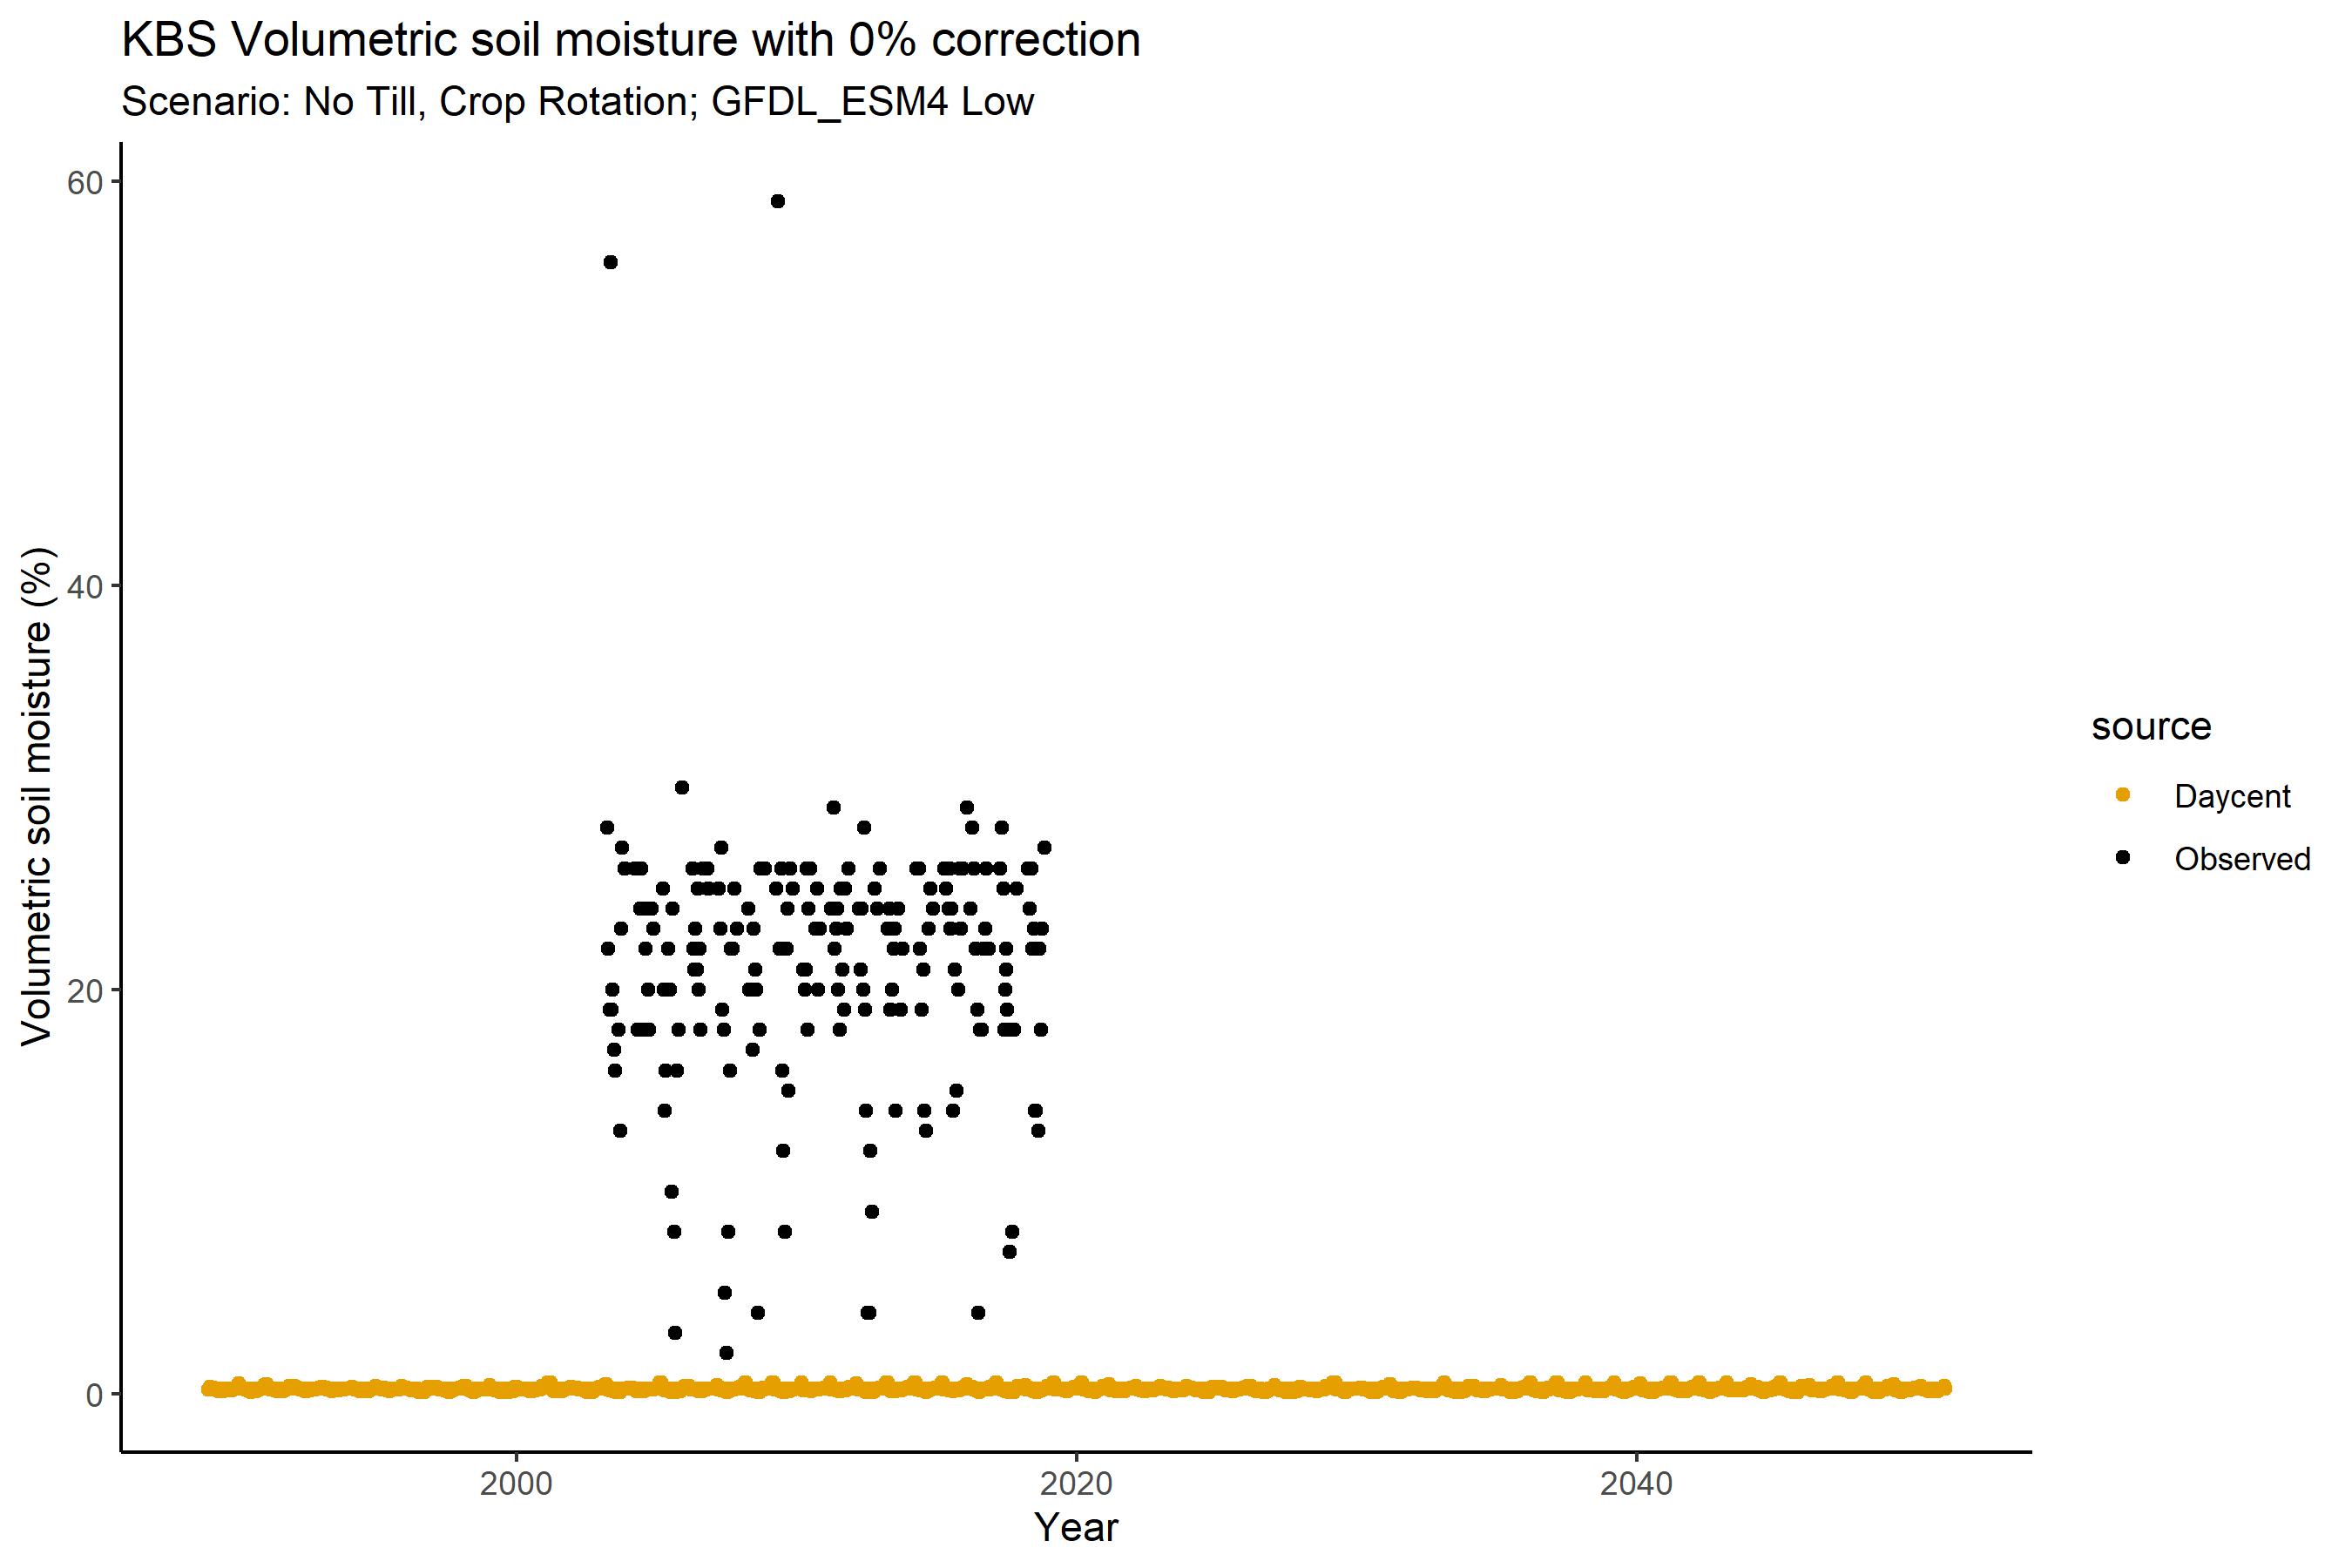 KBS Volumetric soil moisture with 0% correction
Scenario: No Till, Crop Rotation; GFDL_ESM4 Low
Volumetric soil moisture (%)
60
40
20
0
2000
2020
2040
Year
source
Daycent
Observed